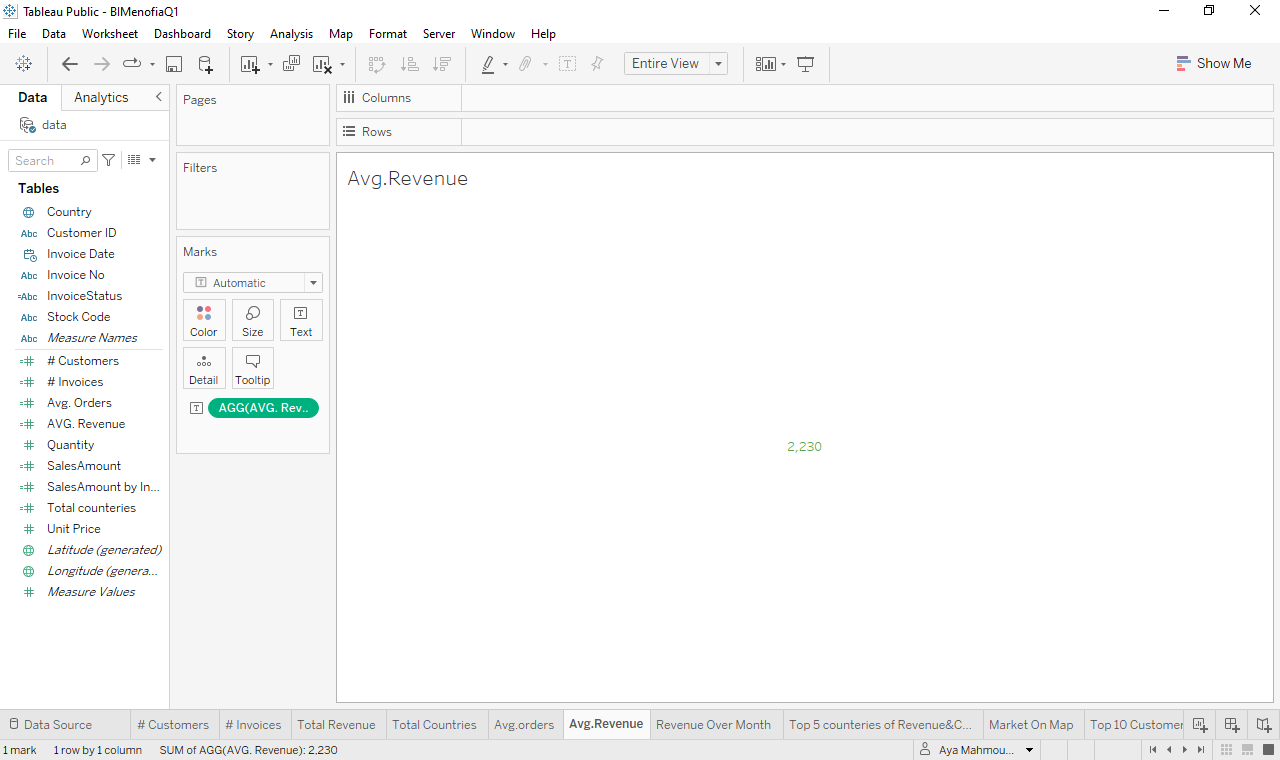 Tableau Public - BIMenofiaQ1
File Data Worksheet Dashboard Story Analysis Map Format Server Window Help
Entire View
Show Me
Data Analytics
data
Search
Tables
Country
Abc Customer ID
Invoice Date
Abc Invoice No
=Abc InvoiceStatus
Abc Stock Code
Abc Measure Names
=# # Customers
=# # Invoices
=# Avg. Orders
=# AVG. Revenue
# Quantity
=# SalesAmount
=# SalesAmount by In...
=# Total counteries
# Unit Price
Latitude (generated)
Longitude (genera...
# Measure Values
Pages
Filters
Marks
T Automatic
Color Size T Text
Detail Tooltip
T AGG(AVG. Rev..
Columns
Rows
Avg.Revenue
2,230
Data Source # Customers # Invoices Total Revenue Total Countries Avg.orders Avg.Revenue Revenue Over Month Top 5 counteries of Revenue&C... Market On Map Top 10 Customer
1 mark 1 row by 1 column SUM of AGG(AVG. Revenue): 2,230 Aya Mahmou...